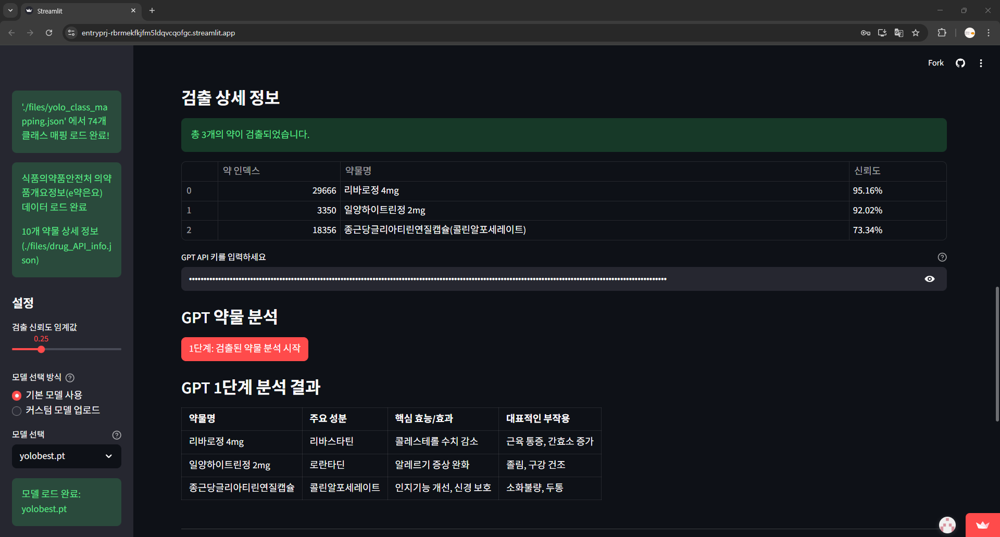 Streamlit
entryprj-rbrmekfkjfm5ldqvcqofgc.streamlit.app
Fork
'./files/yolo_class_ma
pping.json' 에서 74개
클래스 매핑 로드 완료!
식품의약품안전처 의약
품개요정보(e약은요)
데이터 로드 완료
10개 약물 상세 정보
(./files/drug_API_info.j
son)
설정
검출 신뢰도 임계값
0.25
모델 선택 방식
기본 모델 사용
커스텀 모델 업로드
모델 선택
yolobest.pt
모델 로드 완료:
yolobest.pt
검출 상세 정보
총 3개의 약이 검출되었습니다.
약 인덱스 약물명 신뢰도
0 29666 리바로정 4mg 95.16%
1 3350 일양하이트린정 2mg 92.02%
2 18356 종근당글리아티린연질캡슐(콜린알포세레이트) 73.34%
GPT API 키를 입력하세요
GPT 약물 분석
1단계: 검출된 약물 분석 시작
GPT 1단계 분석 결과
약물명 주요 성분 핵심 효능/효과 대표적인 부작용
리바로정 4mg 리바스타틴 콜레스테롤 수치 감소 근육 통증, 간효소 증가
일양하이트린정 2mg 로란타딘 알레르기 증상 완화 졸림, 구강 건조
종근당글리아티린연질캡슐 콜린알포세레이트 인지기능 개선, 신경 보호 소화불량, 두통